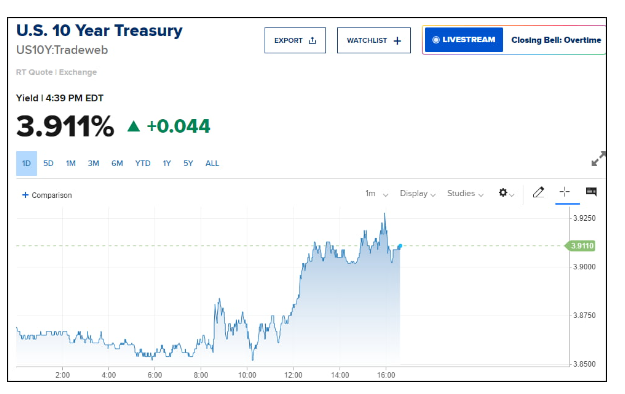 U.S. 10 Year Treasury
US10Y:Tradeweb
EXPORT
WATCHLIST +
LIVESTREAM
Closing Bell: Overtime
RT Quote | Exchange
Yield | 4:39 PM EDT
3.911% ▲ +0.044
1D 5D 1M 3M 6M YTD 1Y 5Y ALL
+ Comparison
1m Display Studies
3.9250
3.9110
3.9000
3.8750
3.8500
2:00 4:00 6:00 8:00 10:00 12:00 14:00 16:00